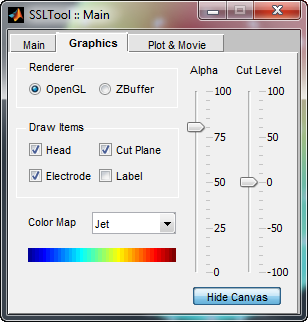 SSLTool :: Main
Main Graphics Plot & Movie
Renderer
OpenGL ZBuffer
Draw Items
Head Cut Plane
Electrode Label
Color Map Jet
Alpha Cut Level
100 100
75 50
50 0
25 -50
0 -100
Hide Canvas